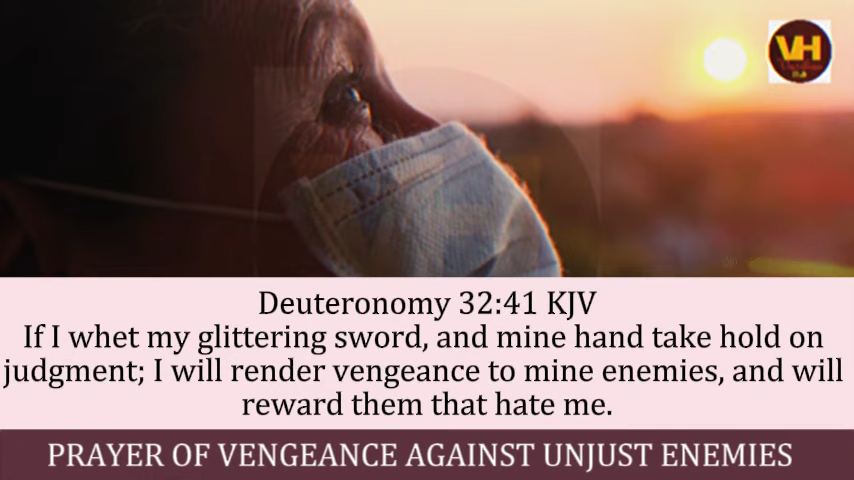 VH
Deuteronomy 32:41 KJV
If I whet my glittering sword, and mine hand take hold on
judgment; I will render vengeance to mine enemies, and will
reward them that hate me.
PRAYER OF VENGEANCE AGAINST UNJUST ENEMIES